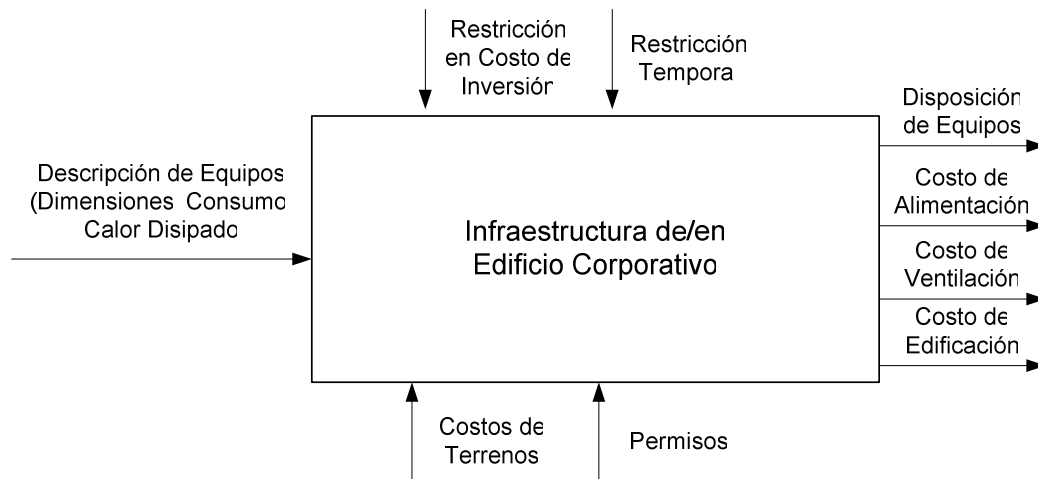 Restricción
en Costo de
Inversión
Restricción
Tempora
Disposición
de Equipos
Descripción de Equipos
(Dimensiones Consumo
Calor Disipado
Costo de
Alimentación
Infraestructura de/en
Edificio Corporativo
Costo de
Ventilación
Costo de
Edificación
Costos de
Terrenos
Permisos